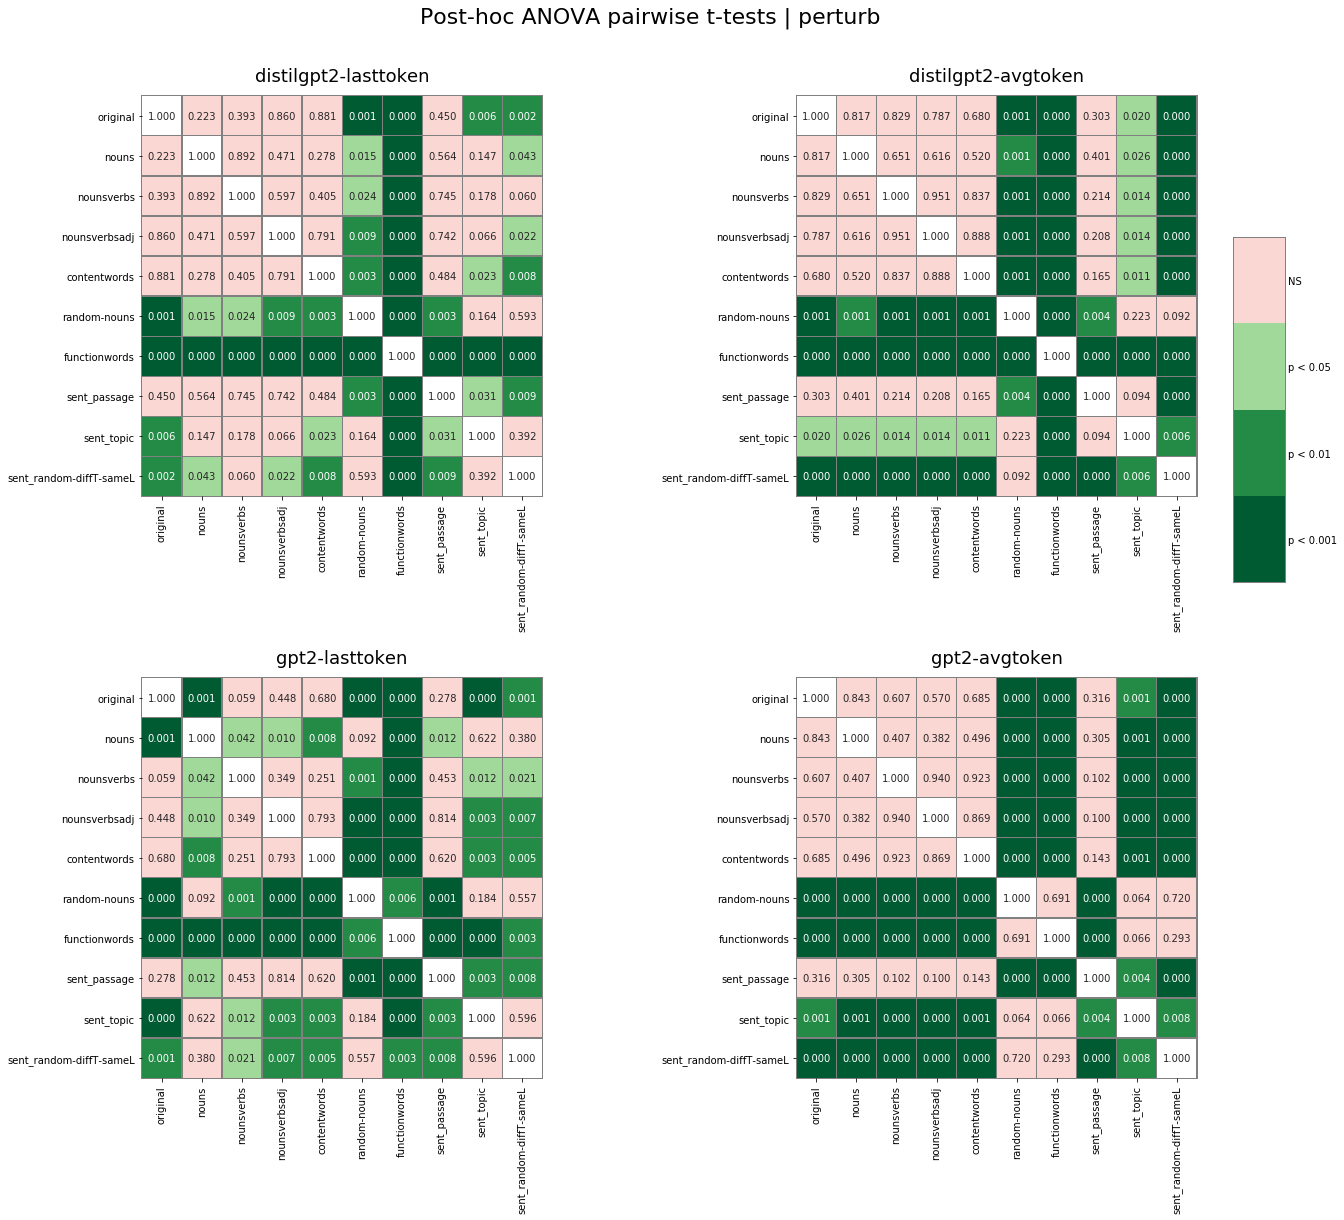 Post-hoc ANOVA pairwise t-tests | perturb
distilgpt2-lasttoken
original 1.000 0.223 0.393 0.860 0.881 0.001 0.000 0.450 0.006 0.002
nouns 0.223 1.000 0.892 0.471 0.278 0.015 0.000 0.564 0.147 0.043
nounsverbs 0.393 0.892 1.000 0.597 0.405 0.024 0.000 0.745 0.178 0.060
nounsverbsadj 0.860 0.471 0.597 1.000 0.791 0.009 0.000 0.742 0.066 0.022
contentwords 0.881 0.278 0.405 0.791 1.000 0.003 0.000 0.484 0.023 0.008
random-nouns 0.001 0.015 0.024 0.009 0.003 1.000 0.000 0.003 0.164 0.593
functionwords 0.000 0.000 0.000 0.000 0.000 0.000 1.000 0.000 0.000 0.000
sent_passage 0.450 0.564 0.745 0.742 0.484 0.003 0.000 1.000 0.031 0.009
sent_topic 0.006 0.147 0.178 0.066 0.023 0.164 0.000 0.031 1.000 0.392
sent_random-diffT-sameL 0.002 0.043 0.060 0.022 0.008 0.593 0.000 0.009 0.392 1.000
original nouns nounsverbs nounsverbsadj contentwords random-nouns functionwords sent_passage sent_topic sent_random-diffT-sameL
distilgpt2-avgtoken
original 1.000 0.817 0.829 0.787 0.680 0.001 0.000 0.303 0.020 0.000
nouns 0.817 1.000 0.651 0.616 0.520 0.001 0.000 0.401 0.026 0.000
nounsverbs 0.829 0.651 1.000 0.951 0.837 0.001 0.000 0.214 0.014 0.000
nounsverbsadj 0.787 0.616 0.951 1.000 0.888 0.001 0.000 0.208 0.014 0.000
contentwords 0.680 0.520 0.837 0.888 1.000 0.001 0.000 0.165 0.011 0.000
random-nouns 0.001 0.001 0.001 0.001 0.001 1.000 0.000 0.004 0.223 0.092
functionwords 0.000 0.000 0.000 0.000 0.000 0.000 1.000 0.000 0.000 0.000
sent_passage 0.303 0.401 0.214 0.208 0.165 0.004 0.000 1.000 0.094 0.000
sent_topic 0.020 0.026 0.014 0.014 0.011 0.223 0.000 0.094 1.000 0.006
sent_random-diffT-sameL 0.000 0.000 0.000 0.000 0.000 0.092 0.000 0.000 0.006 1.000
original nouns nounsverbs nounsverbsadj contentwords random-nouns functionwords sent_passage sent_topic sent_random-diffT-sameL
NS
p < 0.05
p < 0.01
p < 0.001
gpt2-lasttoken
original 1.000 0.001 0.059 0.448 0.680 0.000 0.000 0.278 0.000 0.001
nouns 0.001 1.000 0.042 0.010 0.008 0.092 0.000 0.012 0.622 0.380
nounsverbs 0.059 0.042 1.000 0.349 0.251 0.001 0.000 0.453 0.012 0.021
nounsverbsadj 0.448 0.010 0.349 1.000 0.793 0.000 0.000 0.814 0.003 0.007
contentwords 0.680 0.008 0.251 0.793 1.000 0.000 0.000 0.620 0.003 0.005
random-nouns 0.000 0.092 0.001 0.000 0.000 1.000 0.006 0.001 0.184 0.557
functionwords 0.000 0.000 0.000 0.000 0.000 0.006 1.000 0.000 0.000 0.003
sent_passage 0.278 0.012 0.453 0.814 0.620 0.001 0.000 1.000 0.003 0.008
sent_topic 0.000 0.622 0.012 0.003 0.003 0.184 0.000 0.003 1.000 0.596
sent_random-diffT-sameL 0.001 0.380 0.021 0.007 0.005 0.557 0.003 0.008 0.596 1.000
original nouns nounsverbs nounsverbsadj contentwords random-nouns functionwords sent_passage sent_topic sent_random-diffT-sameL
gpt2-avgtoken
original 1.000 0.843 0.607 0.570 0.685 0.000 0.000 0.316 0.001 0.000
nouns 0.843 1.000 0.407 0.382 0.496 0.000 0.000 0.305 0.001 0.000
nounsverbs 0.607 0.407 1.000 0.940 0.923 0.000 0.000 0.102 0.000 0.000
nounsverbsadj 0.570 0.382 0.940 1.000 0.869 0.000 0.000 0.100 0.000 0.000
contentwords 0.685 0.496 0.923 0.869 1.000 0.000 0.000 0.143 0.001 0.000
random-nouns 0.000 0.000 0.000 0.000 0.000 1.000 0.691 0.000 0.064 0.720
functionwords 0.000 0.000 0.000 0.000 0.000 0.691 1.000 0.000 0.066 0.293
sent_passage 0.316 0.305 0.102 0.100 0.143 0.000 0.000 1.000 0.004 0.000
sent_topic 0.001 0.001 0.000 0.000 0.001 0.064 0.066 0.004 1.000 0.008
sent_random-diffT-sameL 0.000 0.000 0.000 0.000 0.000 0.720 0.293 0.000 0.008 1.000
original nouns nounsverbs nounsverbsadj contentwords random-nouns functionwords sent_passage sent_topic sent_random-diffT-sameL